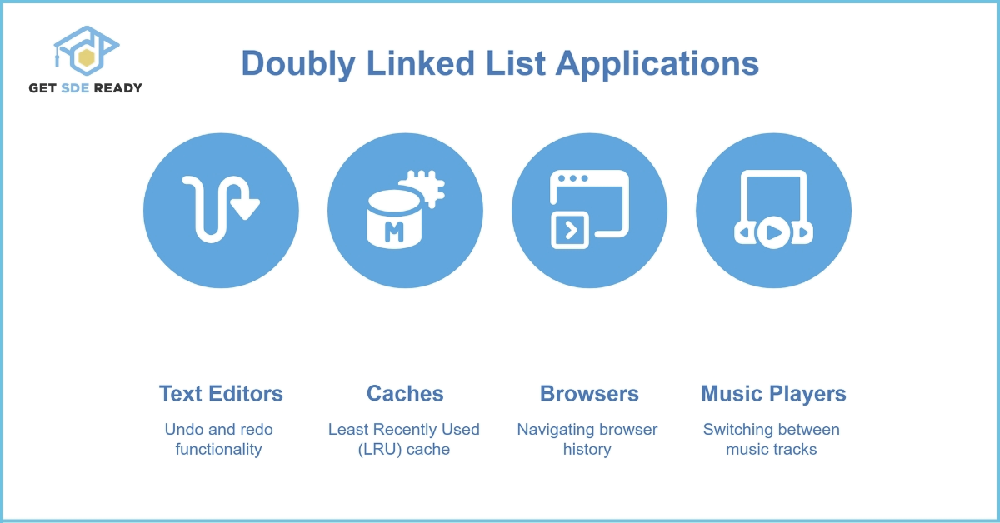 GET SDE READY
Doubly Linked List Applications
M
Text Editors
Undo and redo
functionality
Caches
Least Recently Used
(LRU) cache
Browsers
Navigating browser
history
Music Players
Switching between
music tracks